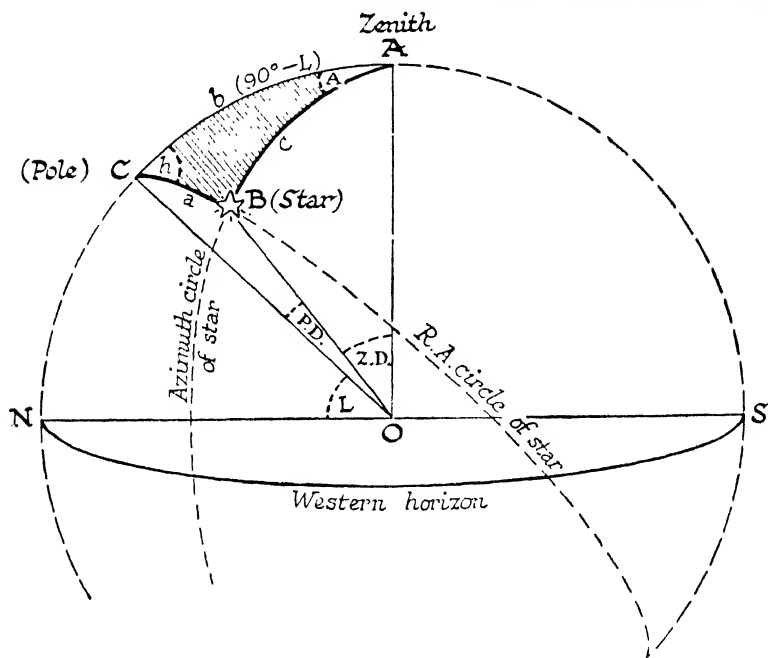 Zenith
A
b (90°-L)
A
c
h
C
(Pole)
a
B (Star)
Azimuth circle
of star
P.D.
Z.D.
R.A. circle of star
L
N
O
S
Western horizon